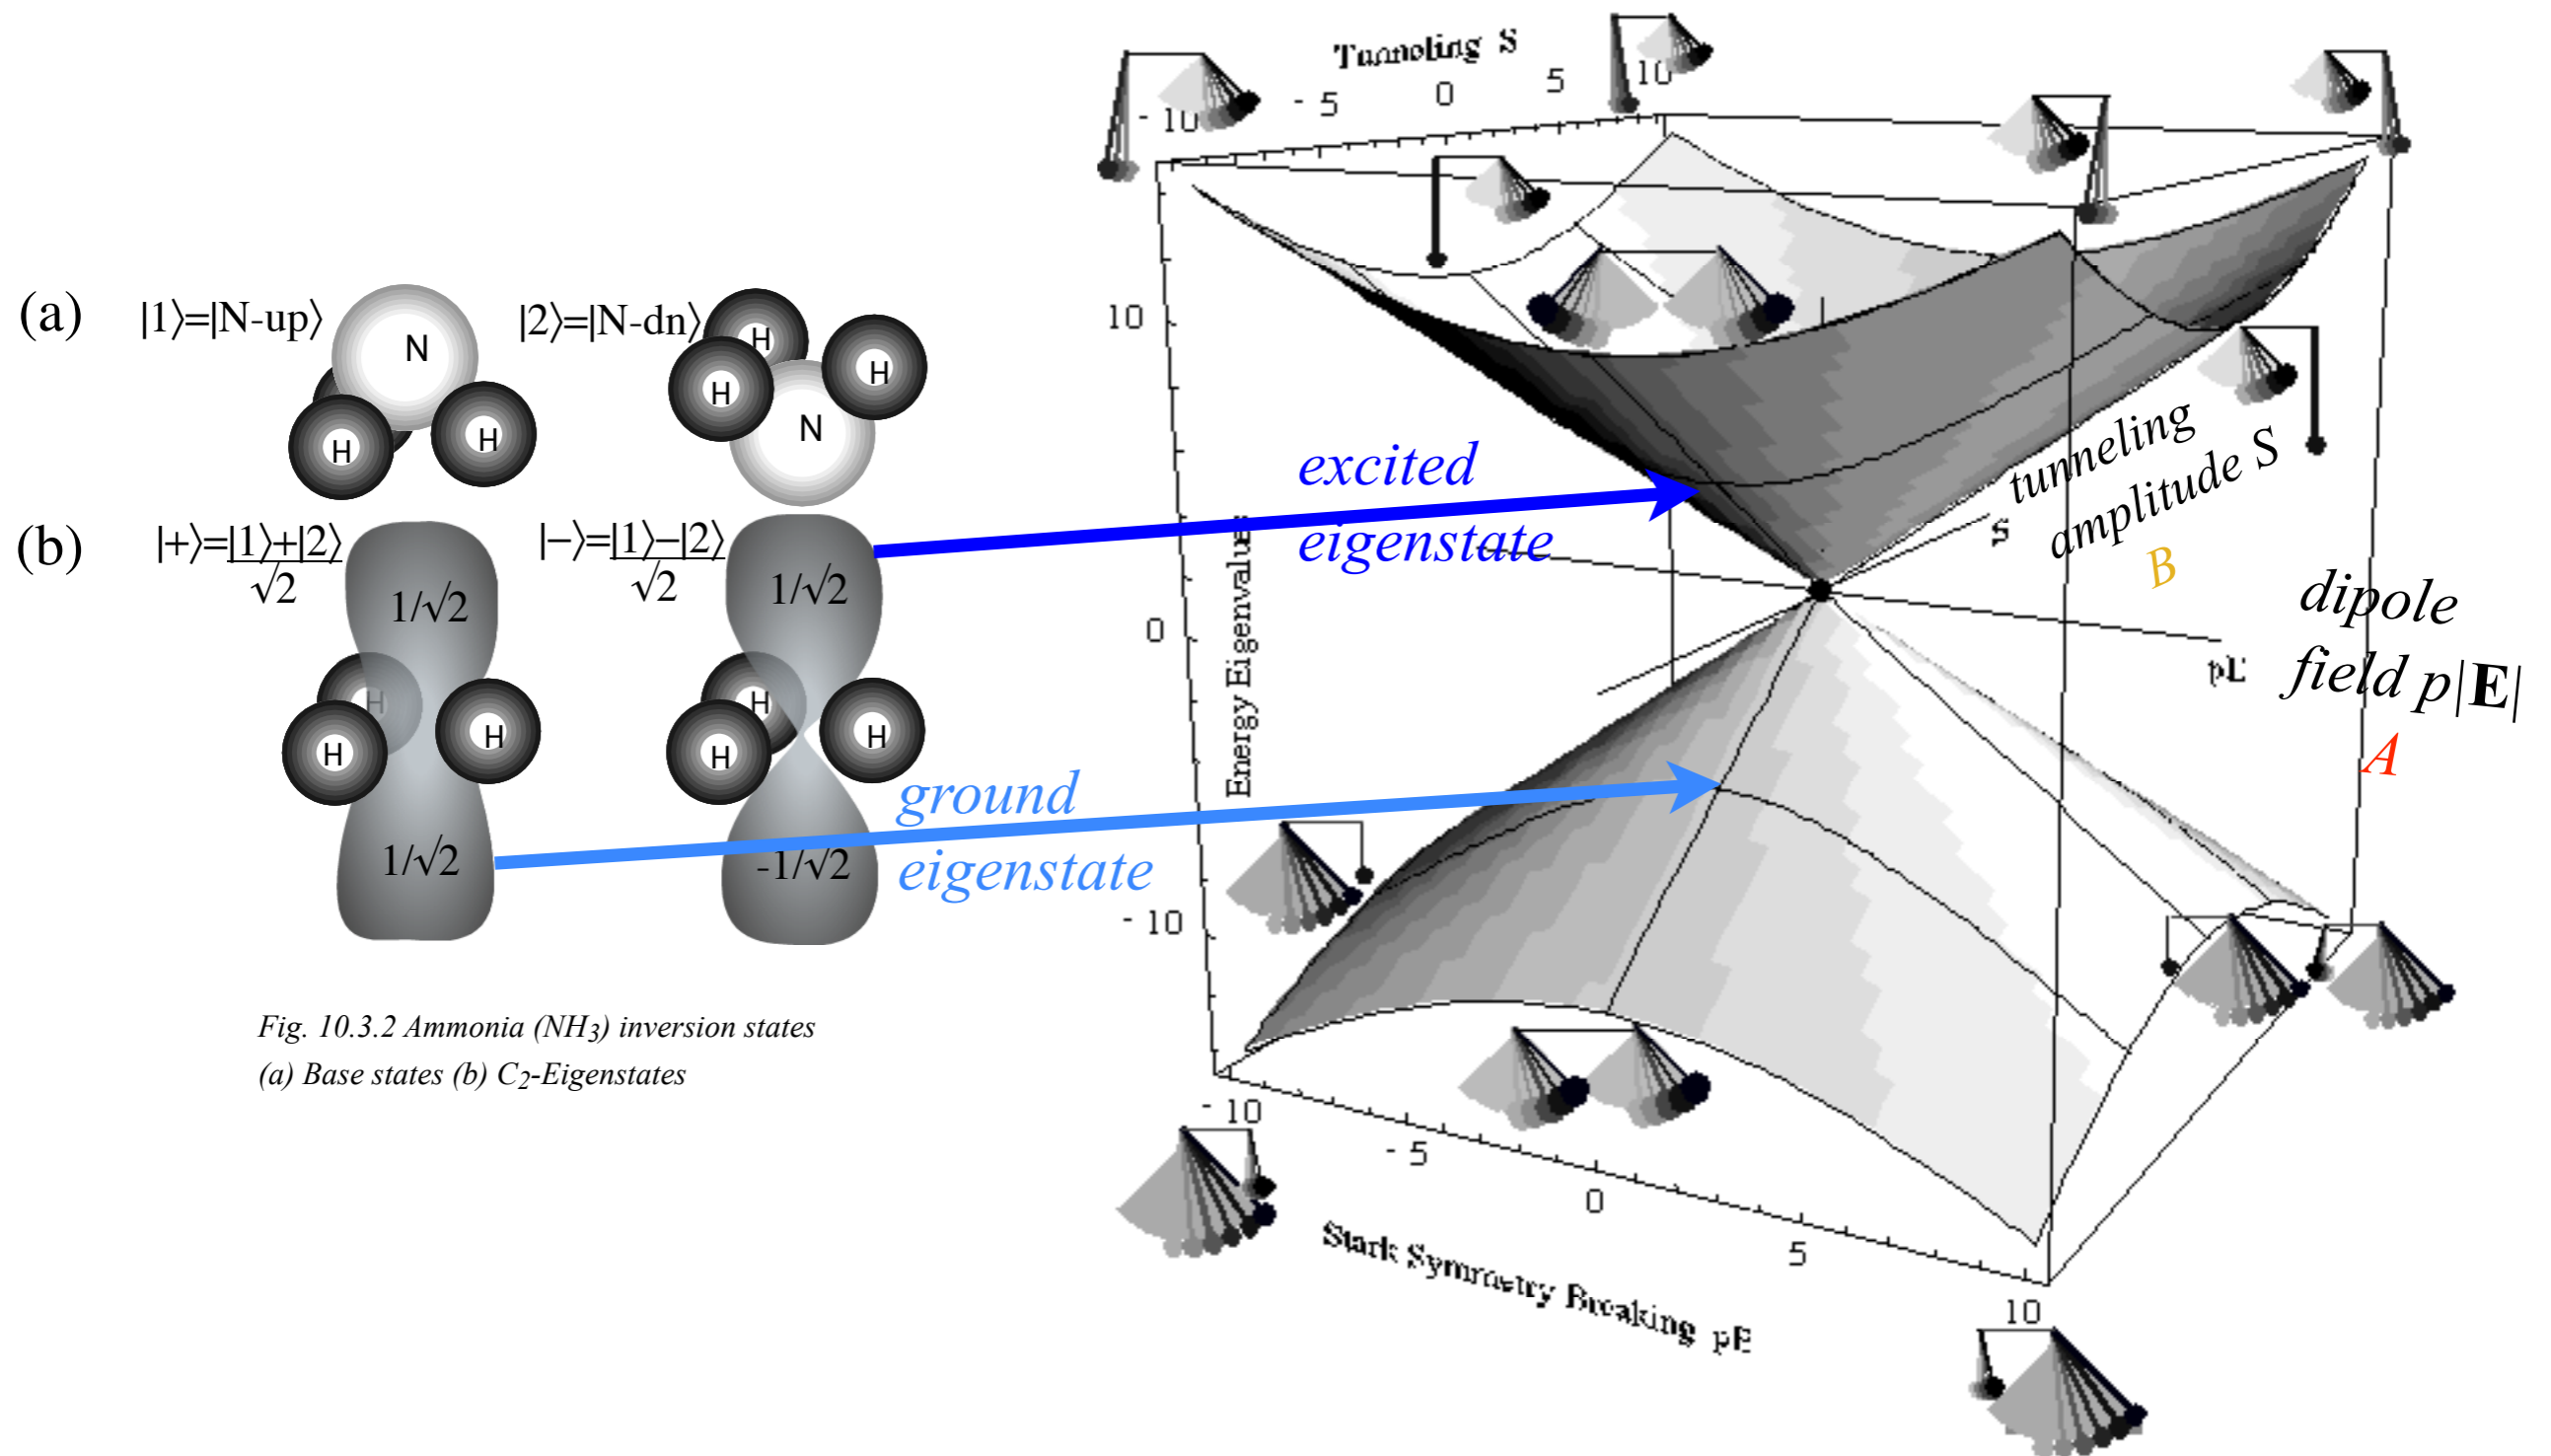 (a)
|1⟩=|N-up⟩
N
H
H
|2⟩=|N-dn⟩
H
H
H
N
(b)
|+⟩=|1⟩+|2⟩
√2
1/√2
H
H
H
1/√2
|−⟩=|1⟩−|2⟩
√2
1/√2
H
H
H
-1/√2
excited
eigenstate
ground
eigenstate
Fig. 10.3.2 Ammonia (NH3) inversion states
(a) Base states (b) C2-Eigenstates
Tunneling S
- 10
- 5
0
5
10
10
0
- 10
Energy Eigenvalues
S
tunneling
amplitude S
B
pE
dipole
field p|E|
A
- 10
- 5
0
5
10
Stark Symmetry Breaking pE